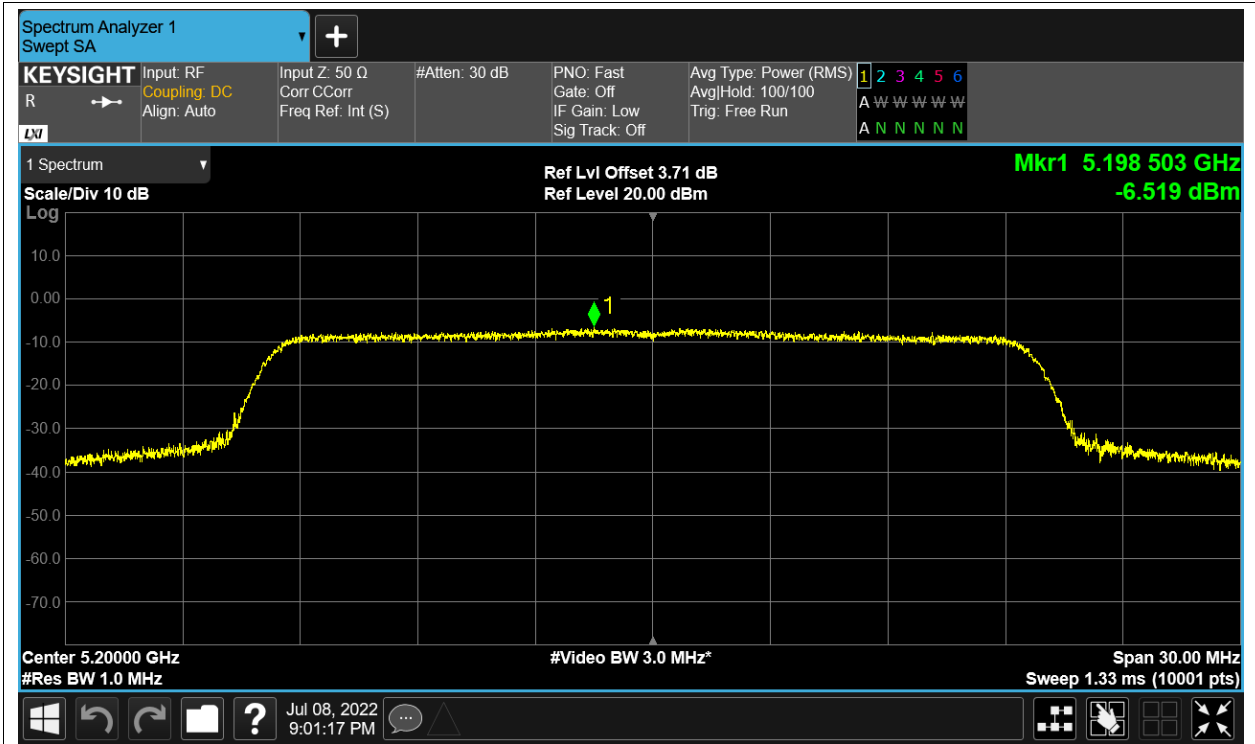 Spectrum Analyzer 1
Swept SA
KEYSIGHT
R
LXI
Input: RF
Coupling: DC
Align: Auto
Input Z: 50 Ω
Corr CCorr
Freq Ref: Int (S)
#Atten: 30 dB
PNO: Fast
Gate: Off
IF Gain: Low
Sig Track: Off
Avg Type: Power (RMS)
Avg|Hold: 100/100
Trig: Free Run
1 2 3 4 5 6
A W W W W W
A N N N N N
1 Spectrum
Scale/Div 10 dB
Ref Lvl Offset 3.71 dB
Ref Level 20.00 dBm
Mkr1 5.198 503 GHz
-6.519 dBm
Log
10.0
0.00
-10.0
-20.0
-30.0
-40.0
-50.0
-60.0
-70.0
1
Center 5.20000 GHz
#Res BW 1.0 MHz
#Video BW 3.0 MHz*
Span 30.00 MHz
Sweep 1.33 ms (10001 pts)
?
Jul 08, 2022
9:01:17 PM